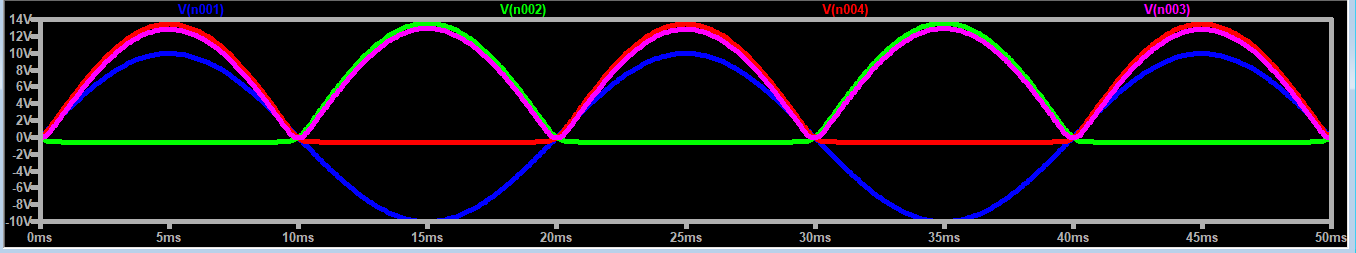 V(n001) V(n002) V(n004) V(n003)
14V
12V
10V
8V
6V
4V
2V
0V
-2V
-4V
-6V
-8V
-10V
0ms 5ms 10ms 15ms 20ms 25ms 30ms 35ms 40ms 45ms 50ms